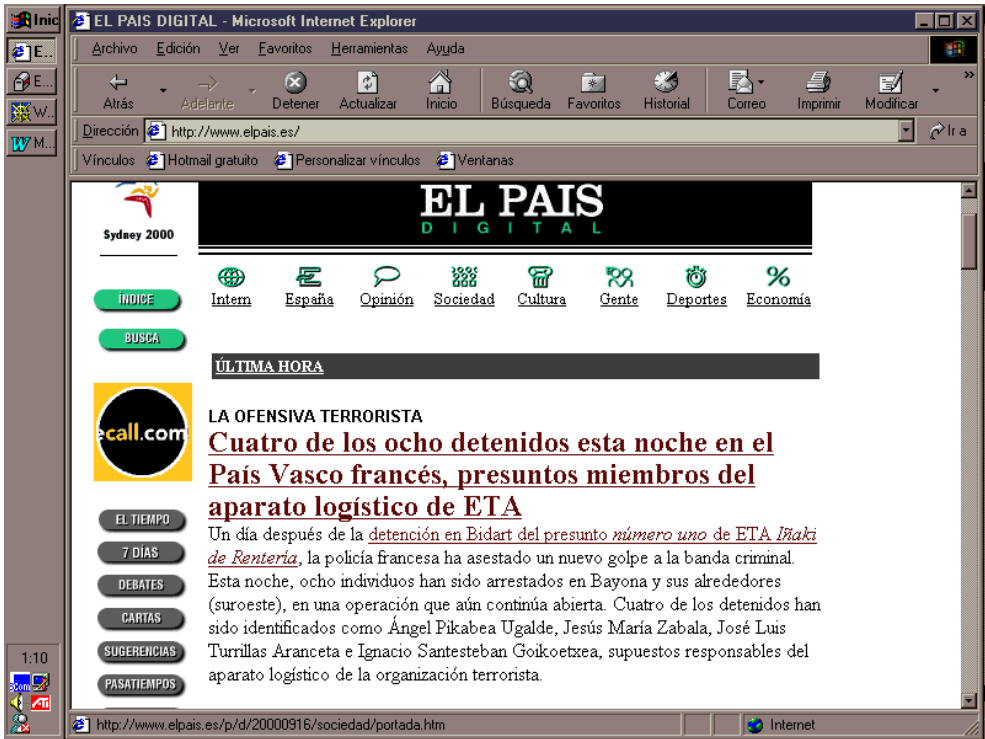 Inic
E..
E...
W..
M...
1:10
EL PAIS DIGITAL - Microsoft Internet Explorer
Archivo Edición Ver Favoritos Herramientas Ayuda
Atrás Adelante Detener Actualizar Inicio Búsqueda Favoritos Historial Correo Imprimir Modificar »
Dirección http://www.elpais.es/ Ir a
Vínculos Hotmail gratuito Personalizar vínculos Ventanas
Sydney 2000
ÍNDICE
BUSCA
ecall.com
EL TIEMPO
7 DÍAS
DEBATES
CARTAS
SUGERENCIAS
PASATIEMPOS
EL PAIS
DIGITAL
Intern España Opinión Sociedad Cultura Gente Deportes Economía
ÚLTIMA HORA
LA OFENSIVA TERRORISTA
Cuatro de los ocho detenidos esta noche en el
País Vasco francés, presuntos miembros del
aparato logístico de ETA
Un día después de la detención en Bidart del presunto número uno de ETA Iñaki
de Rentería, la policía francesa ha asestado un nuevo golpe a la banda criminal.
Esta noche, ocho individuos han sido arrestados en Bayona y sus alrededores
(suroeste), en una operación que aún continúa abierta. Cuatro de los detenidos han
sido identificados como Ángel Pikabea Ugalde, Jesús María Zabala, José Luis
Turrillas Aranceta e Ignacio Santesteban Goikoetxea, supuestos responsables del
aparato logístico de la organización terrorista.
http://www.elpais.es/p/d/20000916/sociedad/portada.htm Internet